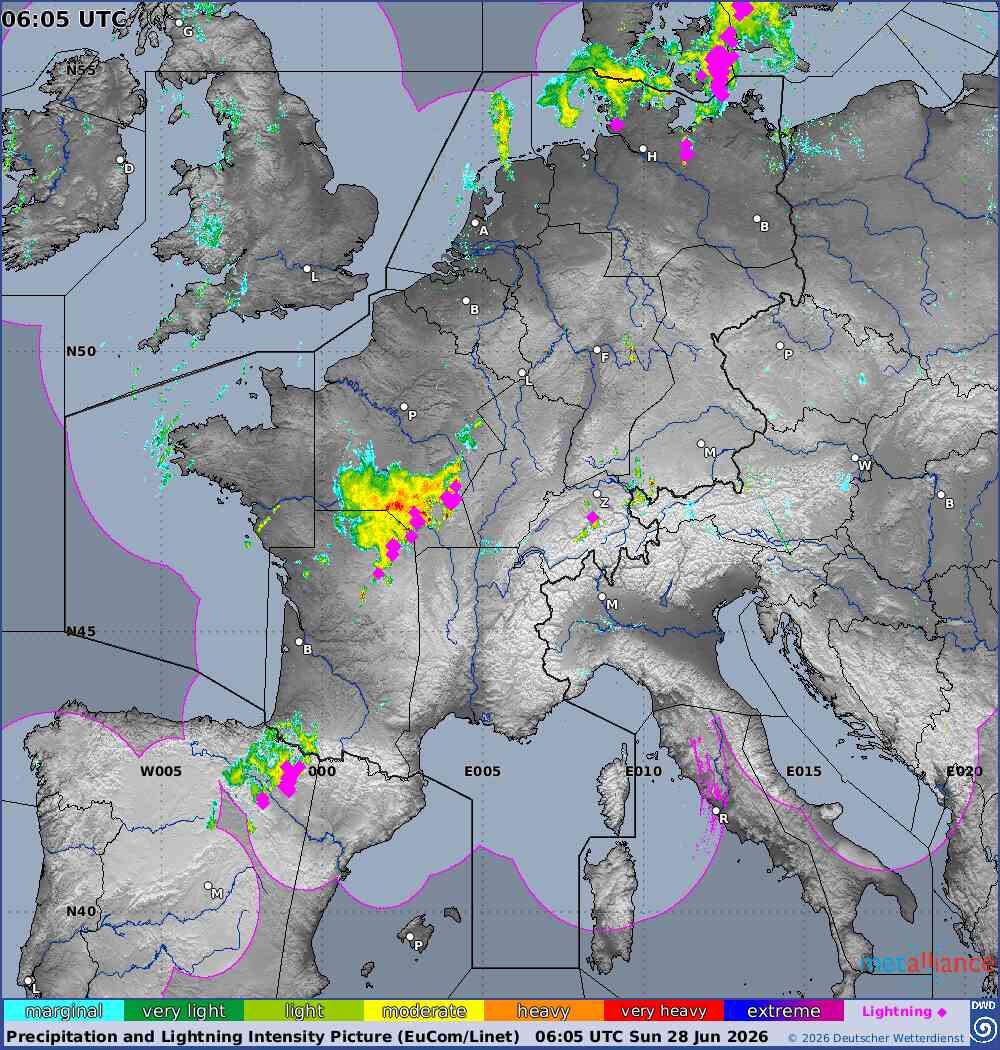 06:05 UTC
G
N55
D
H
A
B
L
B
N50
F
P
L
P
M
W
Z
B
M
N45
B
W005
000
E005
E010
E015
E020
R
M
N40
P
metalliance
L
marginal very light light moderate heavy very heavy extreme Lightning
DWD
Precipitation and Lightning Intensity Picture (EuCom/Linet) 06:05 UTC Sun 28 Jun 2026 © 2026 Deutscher Wetterdienst